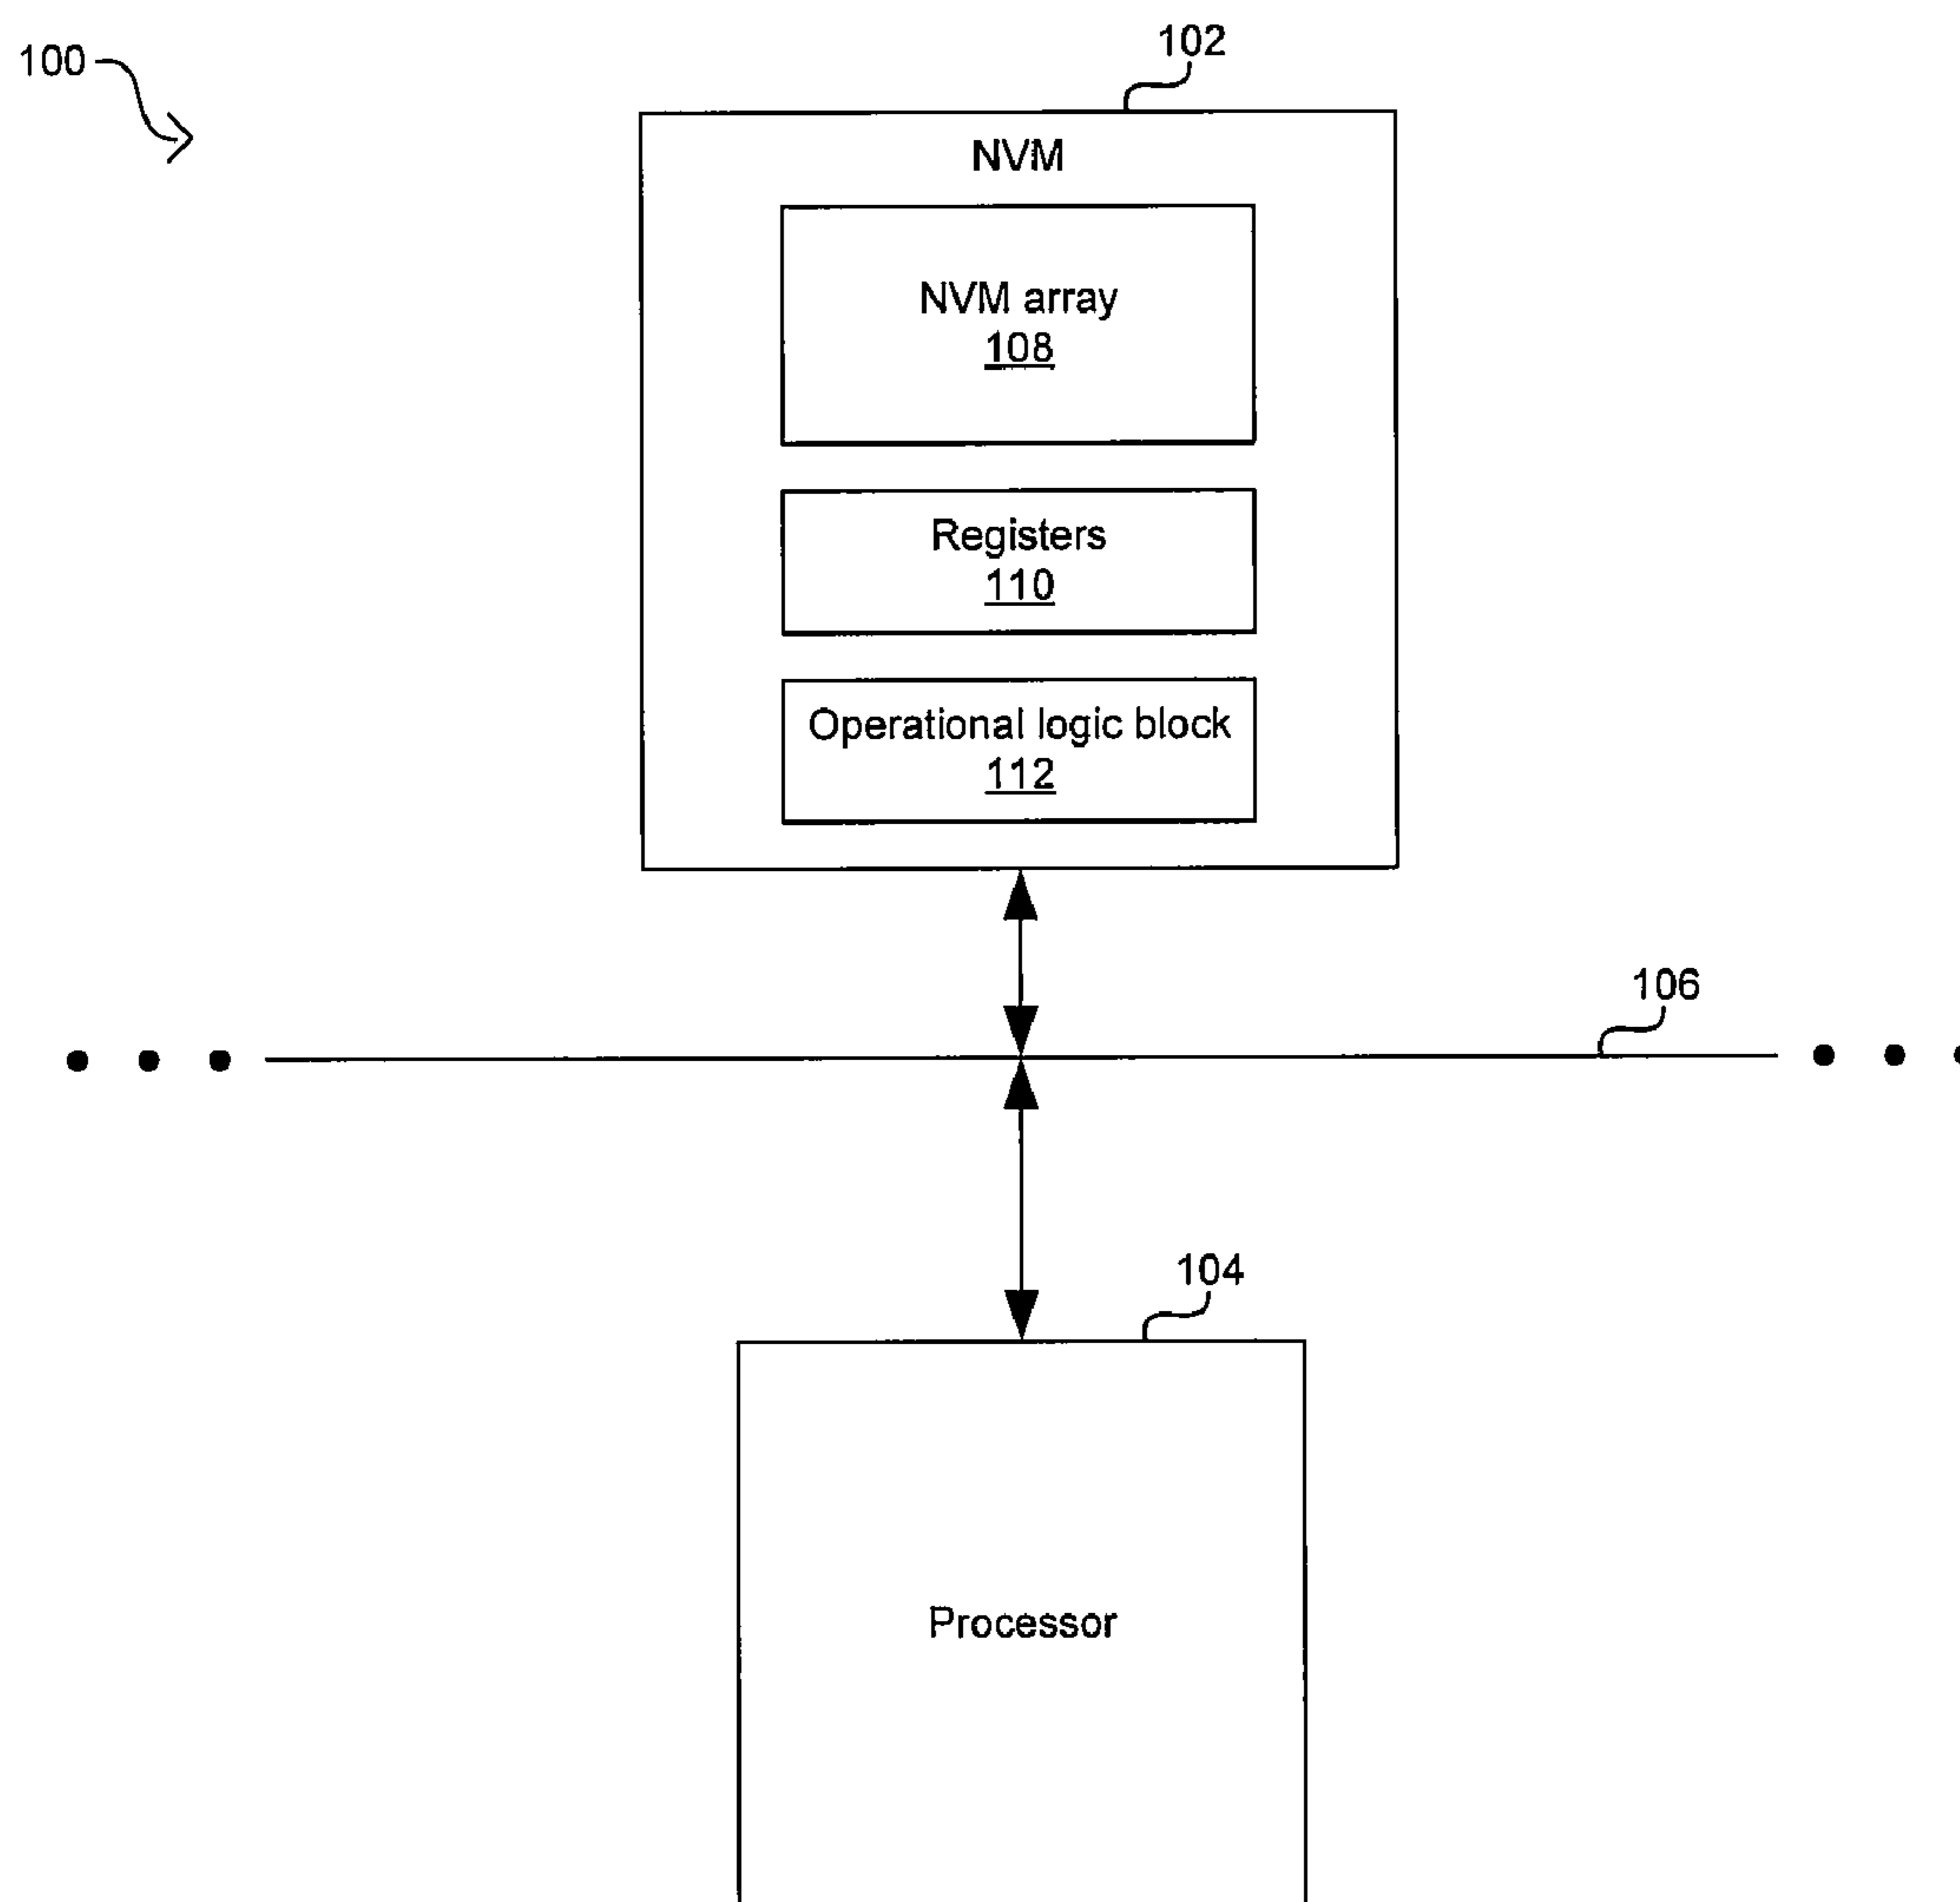 100
102
NVM
NVM array
108
Registers
110
Operational logic block
112
106
104
Processor